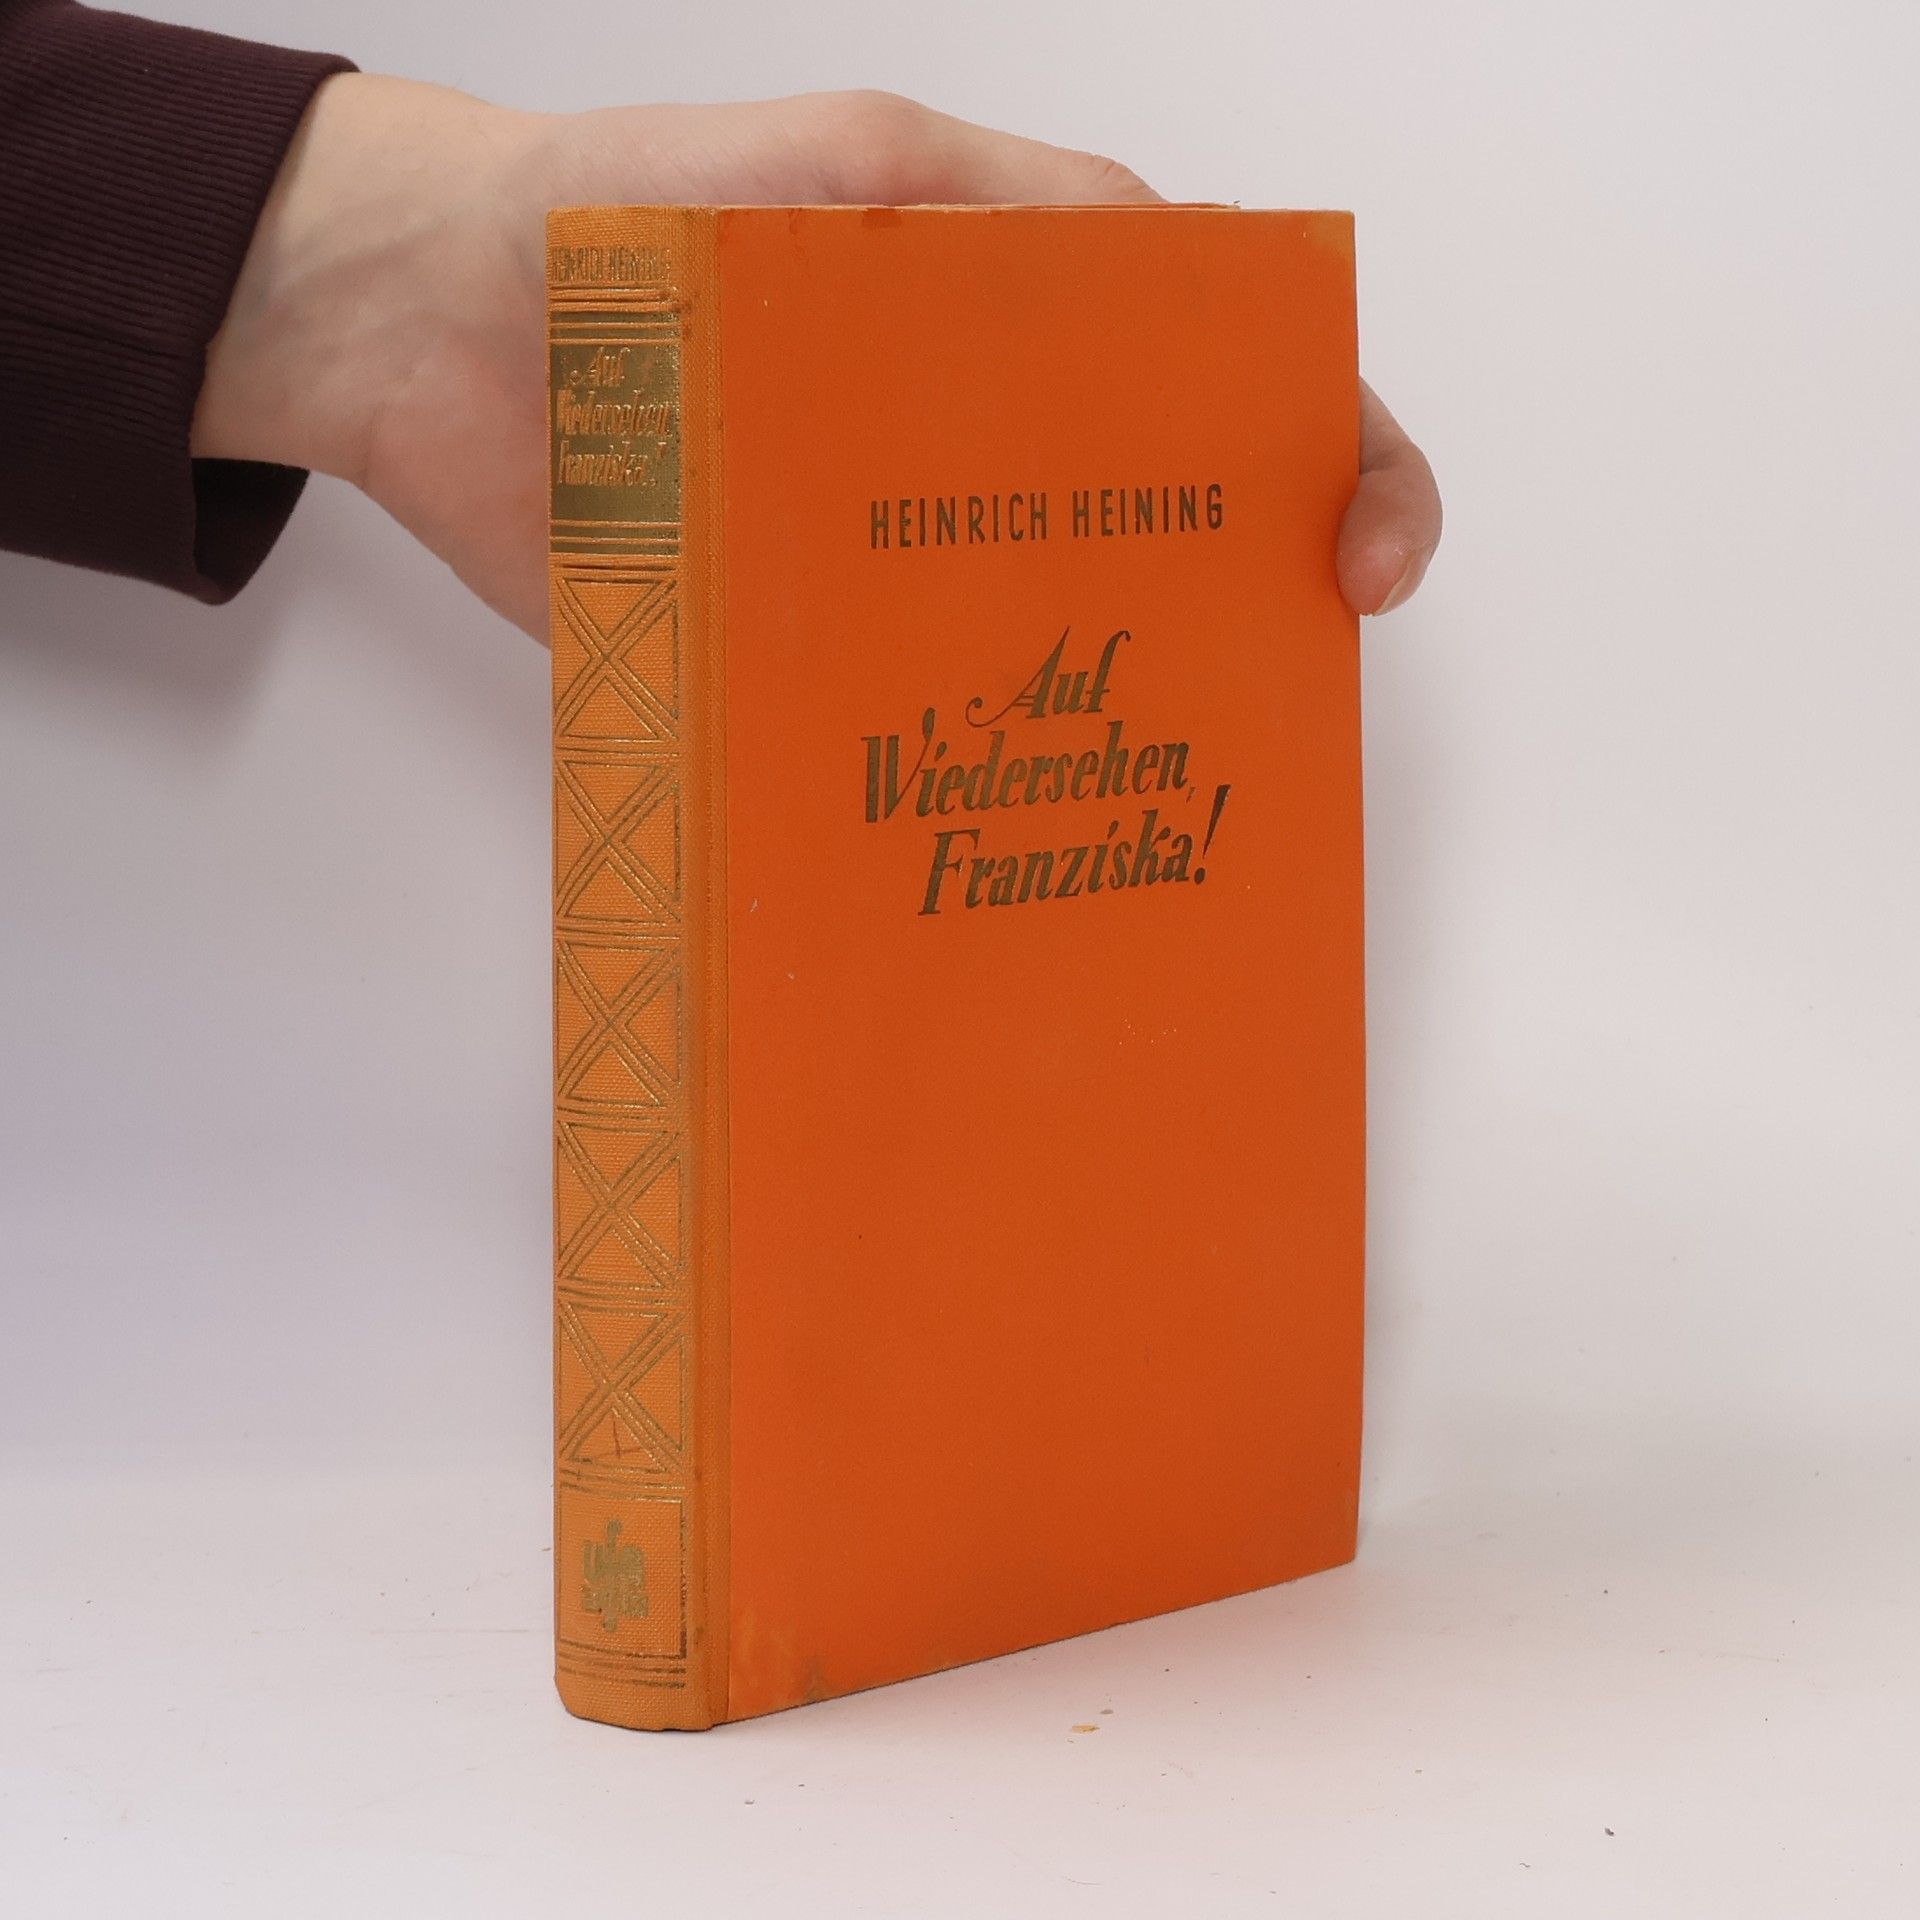 HEINRICH HEINING
Auf
Wiedersehen,
Franziska!
HEINRICH HEINING
Auf
Wiedersehen,
Franziska!